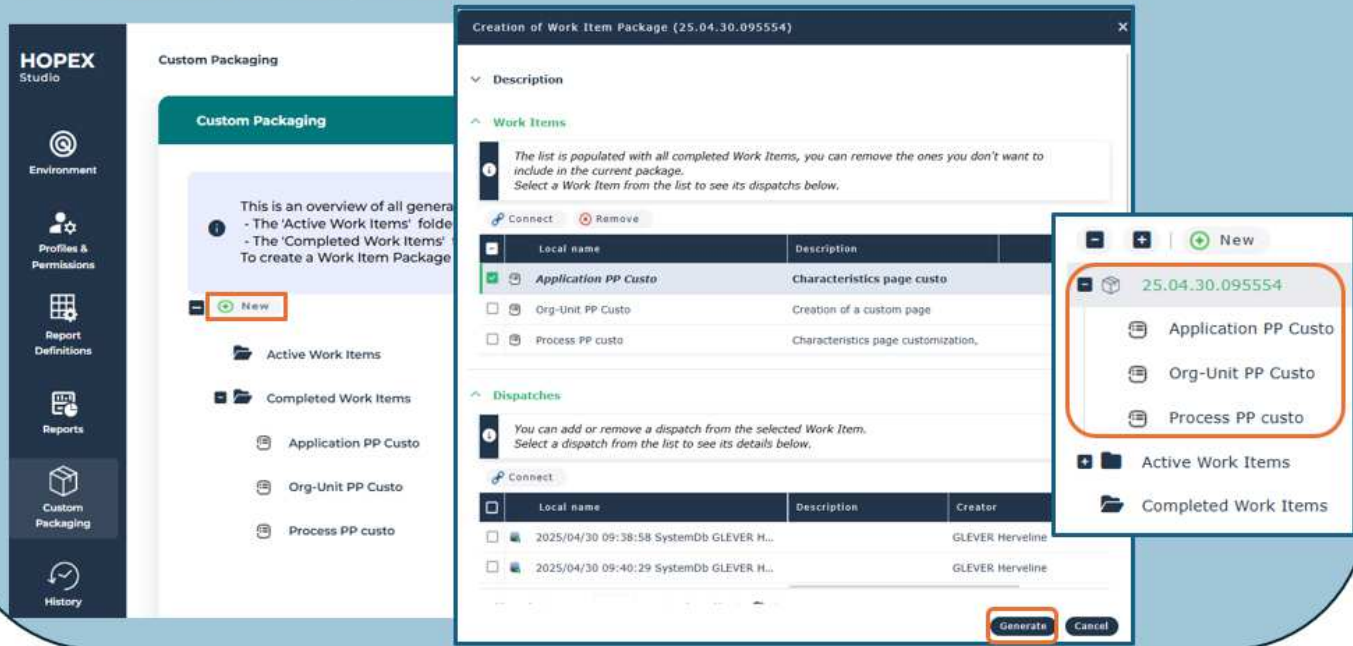 HOPEX
Studio
Environment
Profiles &
Permissions
Report
Definitions
Reports
Custom
Packaging
History
Custom Packaging
Custom Packaging
This is an overview of all genera
- The 'Active Work Items' folde
- The 'Completed Work Items'
To create a Work Item Package
New
Active Work Items
Completed Work Items
Application PP Custo
Org-Unit PP Custo
Process PP custo
Creation of Work Item Package (25.04.30.095554)
Description
Work Items
The list is populated with all completed Work Items, you can remove the ones you don't want to
include in the current package.
Select a Work Item from the list to see its dispatchs below.
Connect Remove
Local name Description
Application PP Custo Characteristics page custo
Org-Unit PP Custo Creation of a custom page
Process PP custo Characteristics page customization,
Dispatches
You can add or remove a dispatch from the selected Work Item.
Select a dispatch from the list to see its details below.
Connect
Local name Description Creator
2025/04/30 09:38:58 SystemDb GLEVER H... GLEVER Herveline
2025/04/30 09:40:29 SystemDb GLEVER H... GLEVER Herveline
Generate Cancel
New
25.04.30.095554
Application PP Custo
Org-Unit PP Custo
Process PP custo
Active Work Items
Completed Work Items